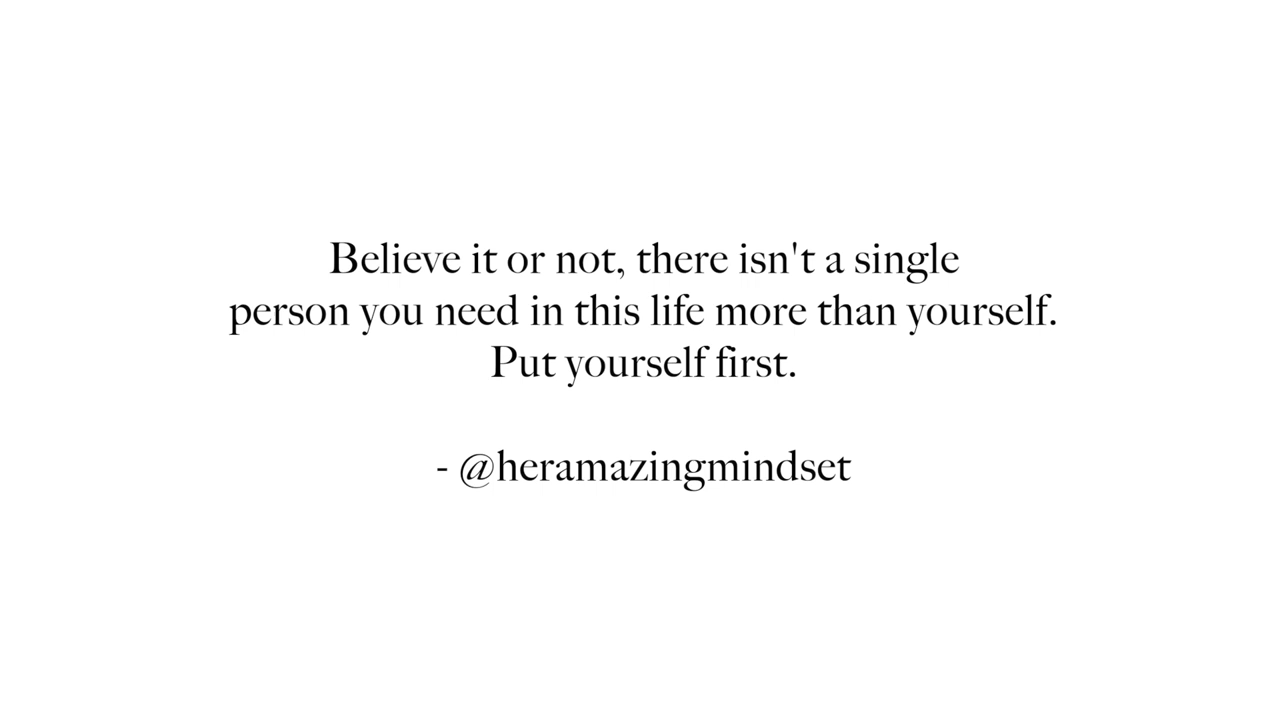 Believe it or not, there isn't a single
person you need in this life more than yourself.
Put yourself first.
- @heramazingmindset